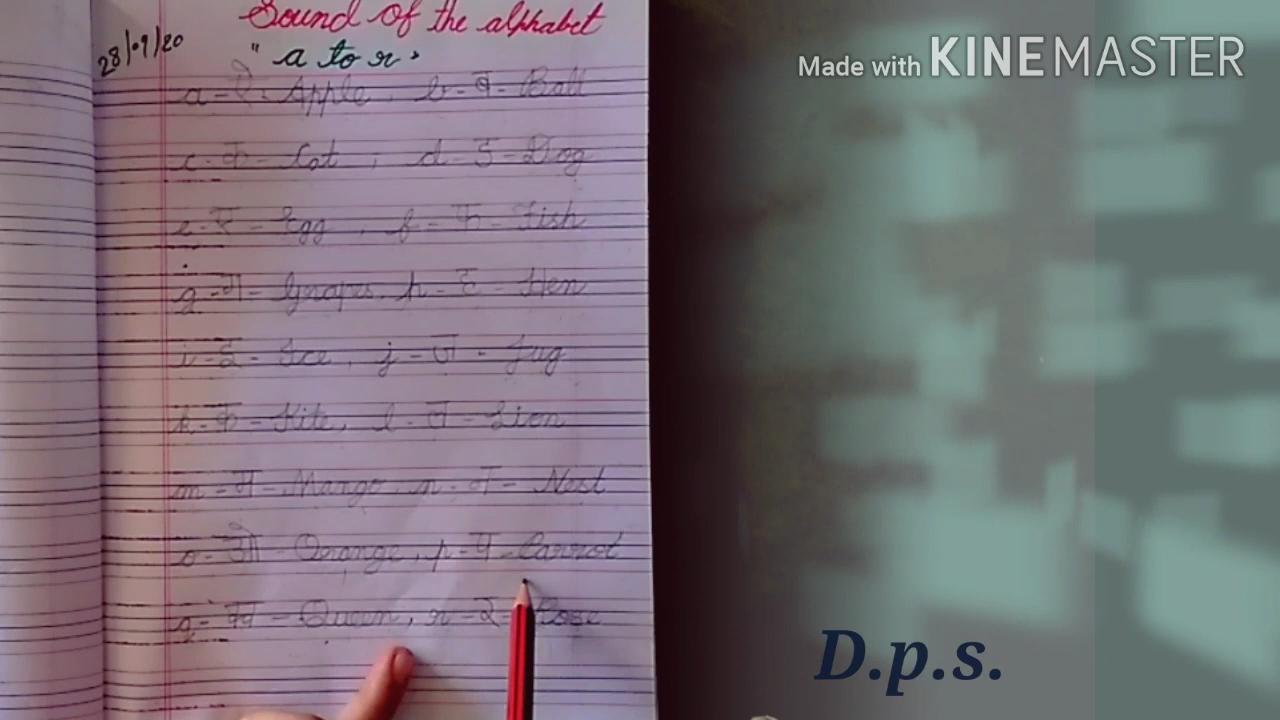 Sound of the alphabet
28/09/20
" a to r "
a - ऐ - Apple, b - ब - Ball
c - क - Cat, d - ड - Dog
e - ए - Egg, f - फ - Fish
g - ग - Grapes, h - ह - Hen
i - इ - Ice, j - ज - Jug
k - क - Kite, l - ल - Lion
m - म - Mango, n - न - Nest
o - ओ - Orange, p - प - Parrot
q - क्व - Queen, r - र - Rose
Made with KINEMASTER
D.p.s.